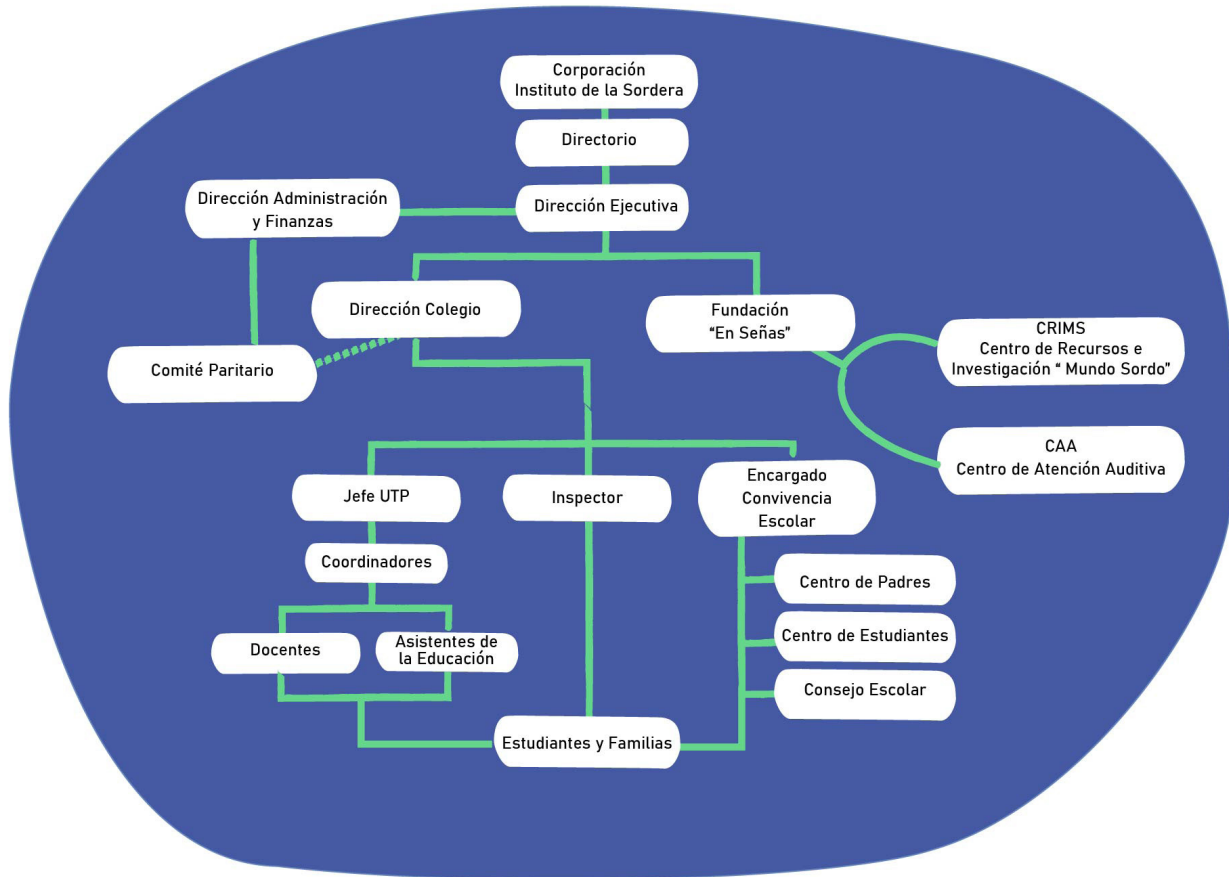 Corporación
Instituto de la Sordera
Directorio
Dirección Administración
y Finanzas
Dirección Ejecutiva
Dirección Colegio
Fundación
“En Señas”
CRIMS
Centro de Recursos e
Investigación “ Mundo Sordo”
Comité Paritario
CAA
Centro de Atención Auditiva
Jefe UTP
Inspector
Encargado
Convivencia
Escolar
Coordinadores
Centro de Padres
Docentes
Asistentes de
la Educación
Centro de Estudiantes
Consejo Escolar
Estudiantes y Familias